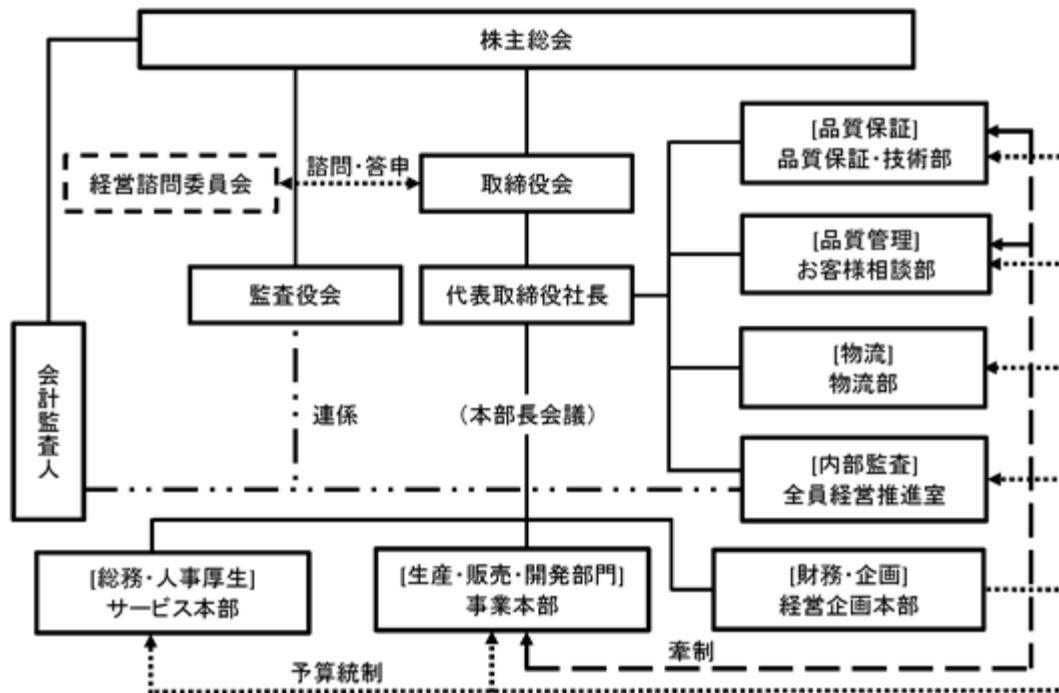 株主総会
[品質保証]
品質保証・技術部
諮問・答申
経営諮問委員会
取締役会
[品質管理]
お客様相談部
監査役会
代表取締役社長
[物流]
物流部
会計監査人
連係
(本部長会議)
[内部監査]
全員経営推進室
[総務・人事厚生]
サービス本部
[生産・販売・開発部門]
事業本部
[財務・企画]
経営企画本部
牽制
予算統制